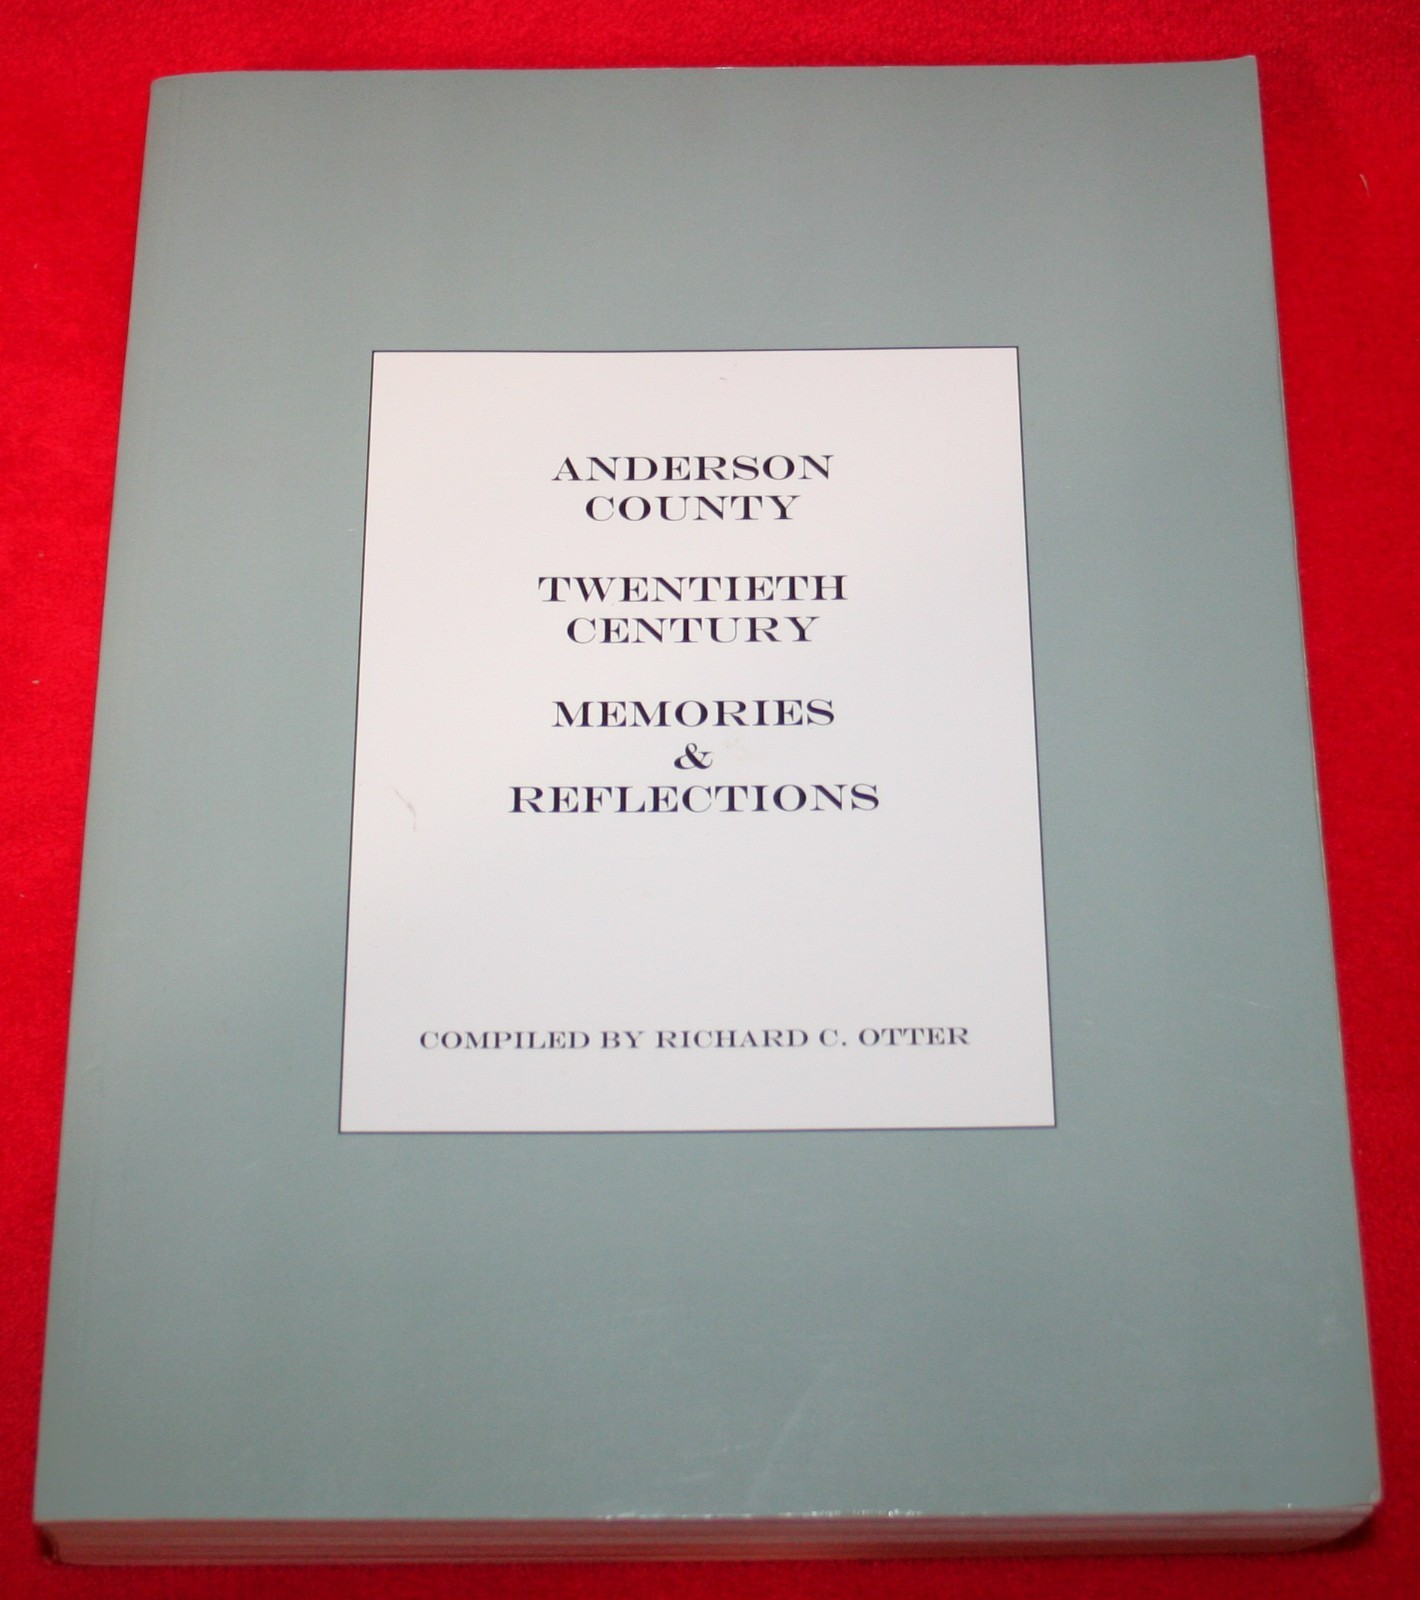 ANDERSON
COUNTY
TWENTIETH
CENTURY
MEMORIES
&
REFLECTIONS
COMPILED BY RICHARD C. OTTER